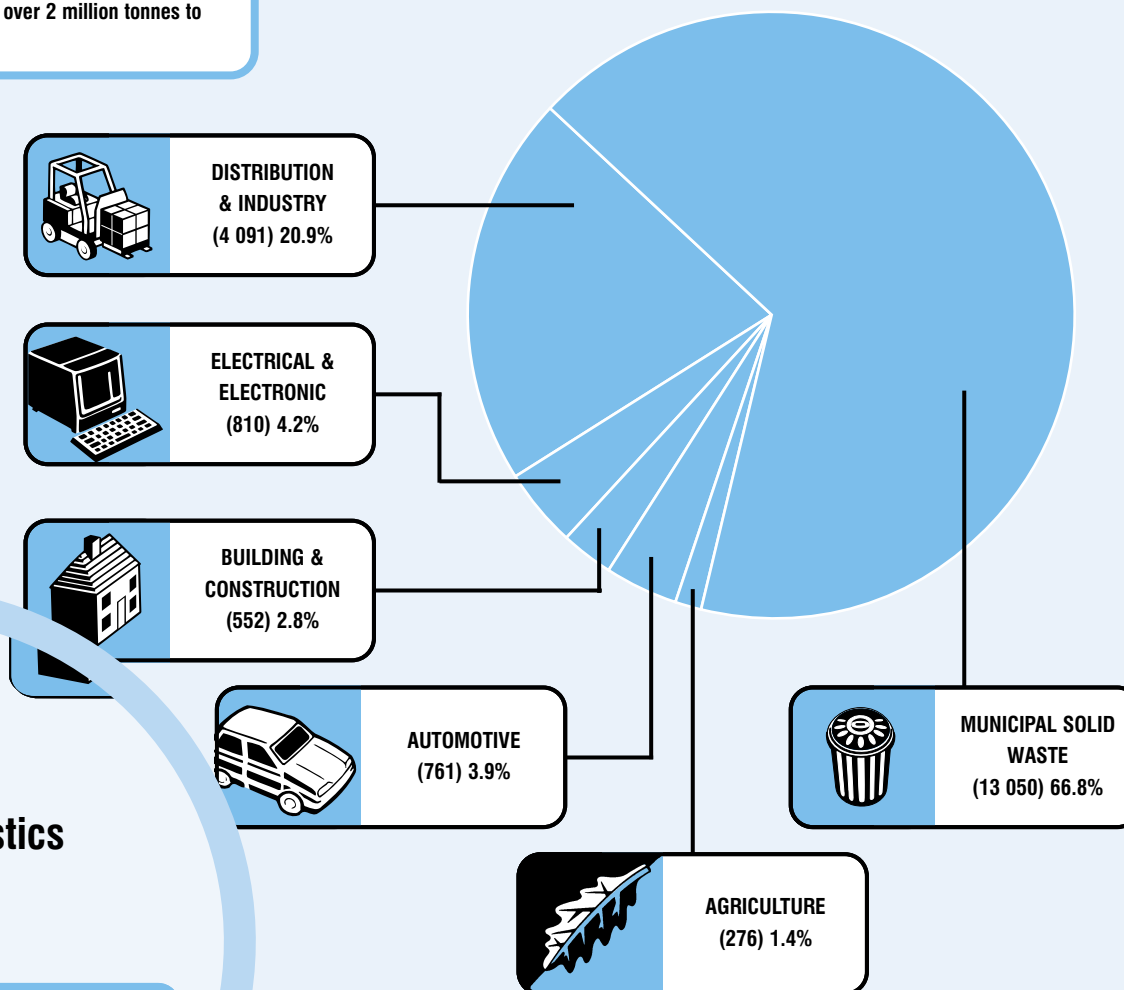 over 2 million tonnes to
DISTRIBUTION
& INDUSTRY
(4 091) 20.9%
ELECTRICAL &
ELECTRONIC
(810) 4.2%
BUILDING &
CONSTRUCTION
(552) 2.8%
AUTOMOTIVE
(761) 3.9%
MUNICIPAL SOLID
WASTE
(13 050) 66.8%
stics
AGRICULTURE
(276) 1.4%